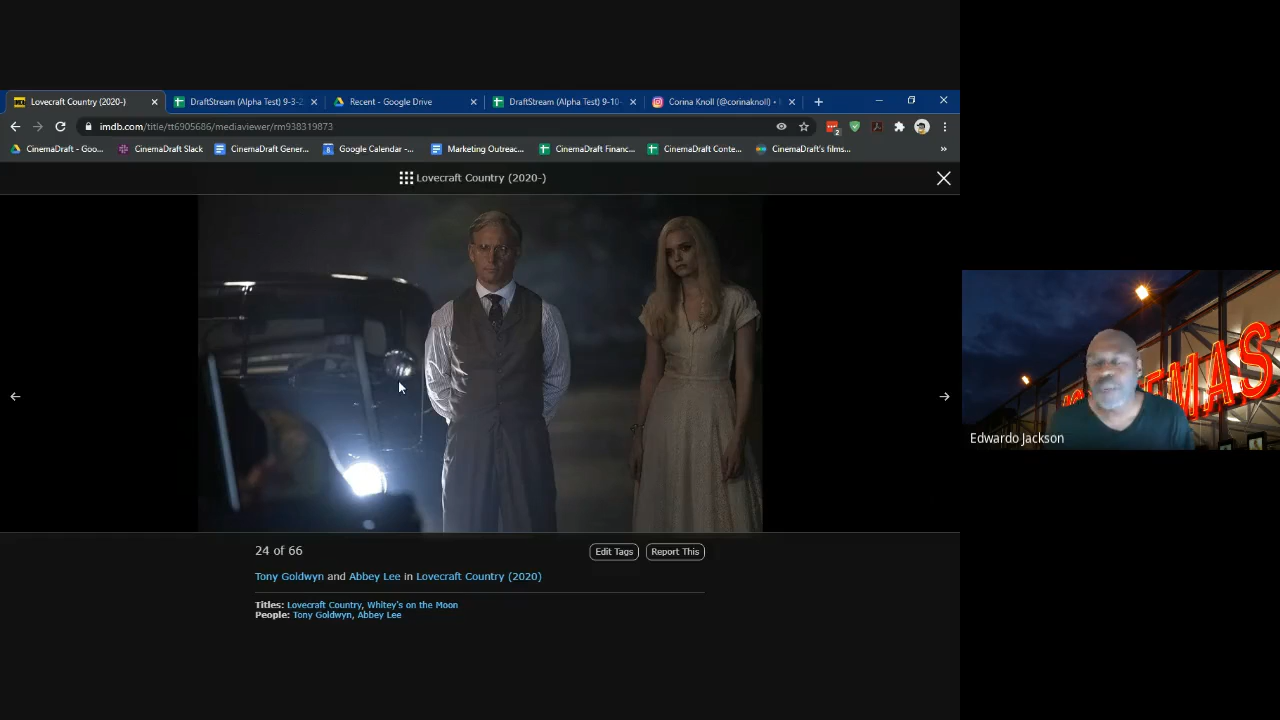 Lovecraft Country (2020-)
DraftStream (Alpha Test) 9-3-2
Recent - Google Drive
DraftStream (Alpha Test) 9-10-
Corina Knoll (@corinaknoll) •
imdb.com/title/tt6905686/mediaviewer/rm938319873
2
CinemaDraft - Goo...
CinemaDraft Slack
CinemaDraft Gener...
Google Calendar -...
Marketing Outreac...
CinemaDraft Financ...
CinemaDraft Conte...
CinemaDraft's films...
»
Lovecraft Country (2020-)
EMAS
Edwardo Jackson
24 of 66
Edit Tags
Report This
Tony Goldwyn and Abbey Lee in Lovecraft Country (2020)
Titles: Lovecraft Country, Whitey's on the Moon
People: Tony Goldwyn, Abbey Lee